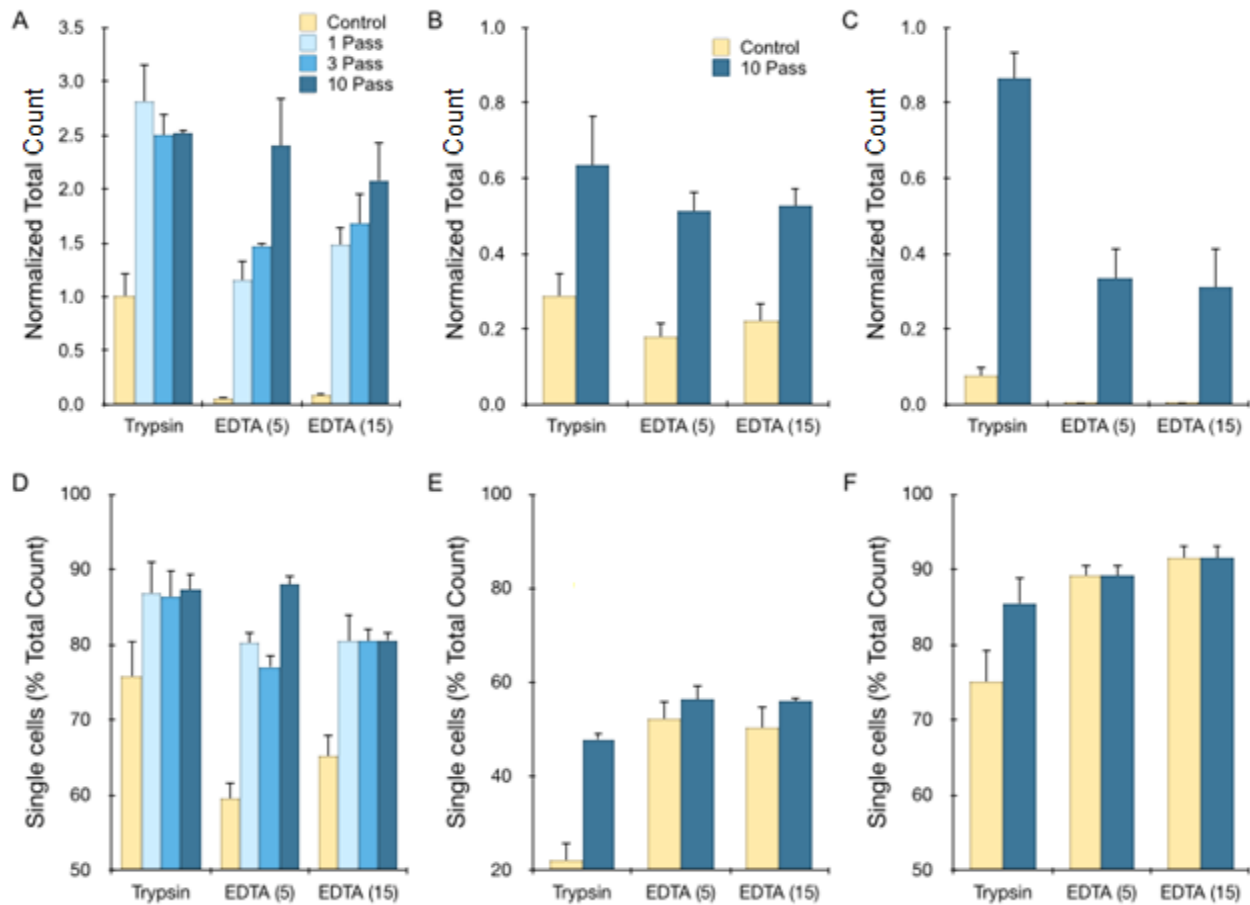 A
Control
1 Pass
3 Pass
10 Pass
Normalized Total Count
3.5
3.0
2.5
2.0
1.5
1.0
0.5
0.0
Trypsin
EDTA (5)
EDTA (15)
B
Control
10 Pass
Normalized Total Count
1.0
0.8
0.6
0.4
0.2
0.0
Trypsin
EDTA (5)
EDTA (15)
C
Normalized Total Count
1.0
0.8
0.6
0.4
0.2
0.0
Trypsin
EDTA (5)
EDTA (15)
D
Single cells (% Total Count)
100
90
80
70
60
50
Trypsin
EDTA (5)
EDTA (15)
E
Single cells (% Total Count)
100
80
60
40
20
Trypsin
EDTA (5)
EDTA (15)
F
Single cells (% Total Count)
100
90
80
70
60
50
Trypsin
EDTA (5)
EDTA (15)